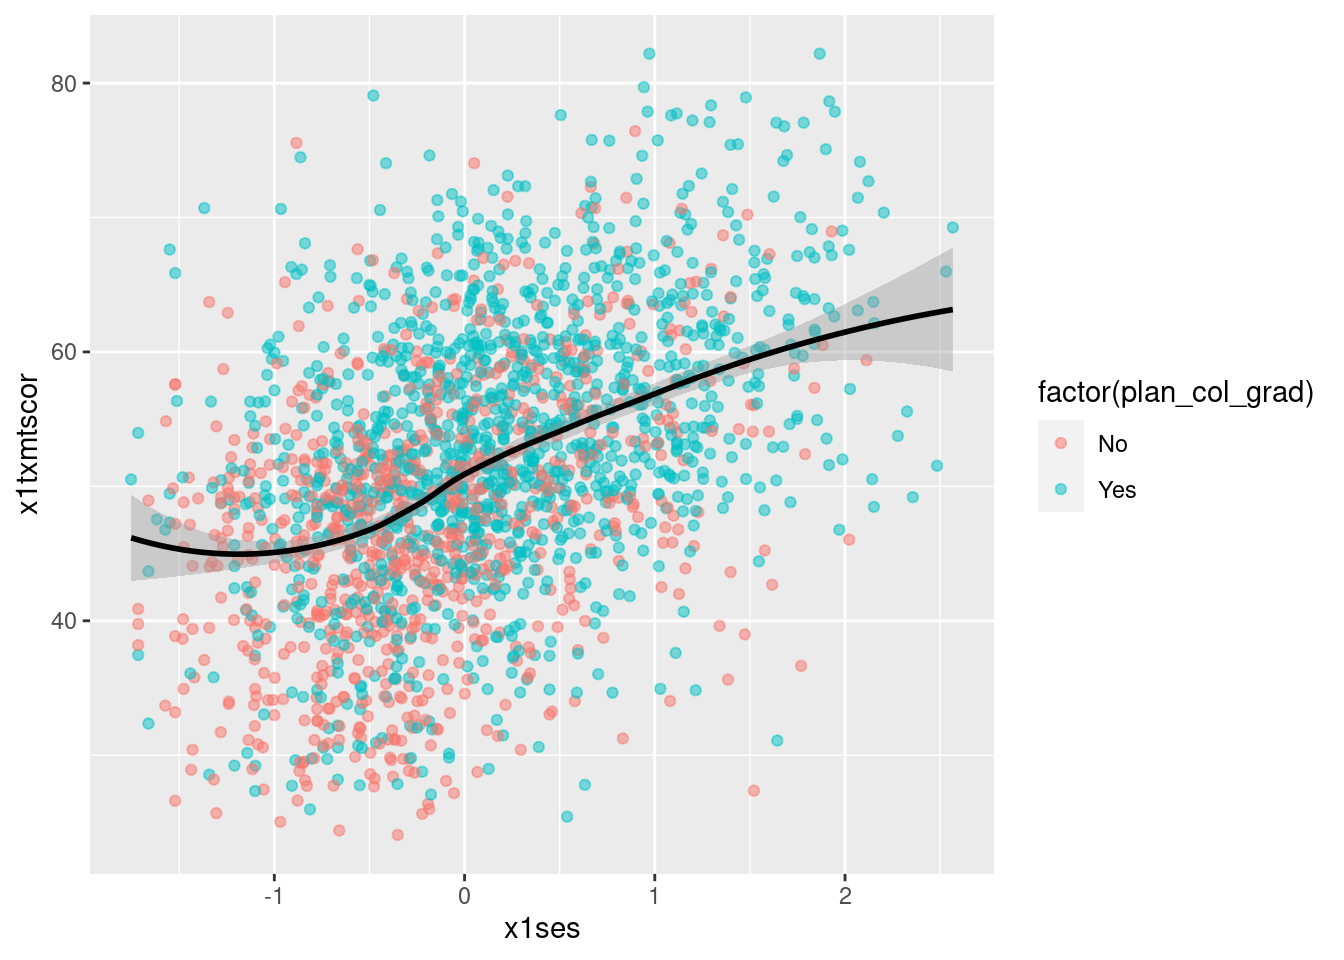 80
60
40
x1txmtscor
-1
0
1
2
x1ses
factor(plan_col_grad)
No
Yes